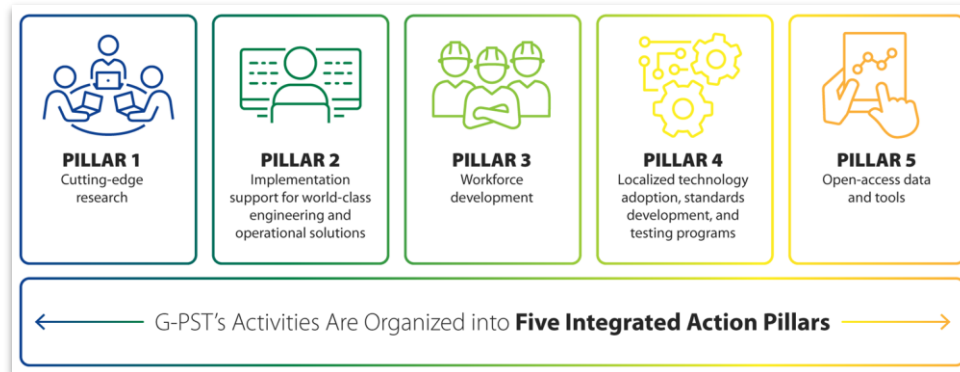 PILLAR 1
Cutting-edge
research
PILLAR 2
Implementation
support for world-class
engineering and
operational solutions
PILLAR 3
Workforce
development
PILLAR 4
Localized technology
adoption, standards
development, and
testing programs
PILLAR 5
Open-access data
and tools
G-PST's Activities Are Organized into Five Integrated Action Pillars